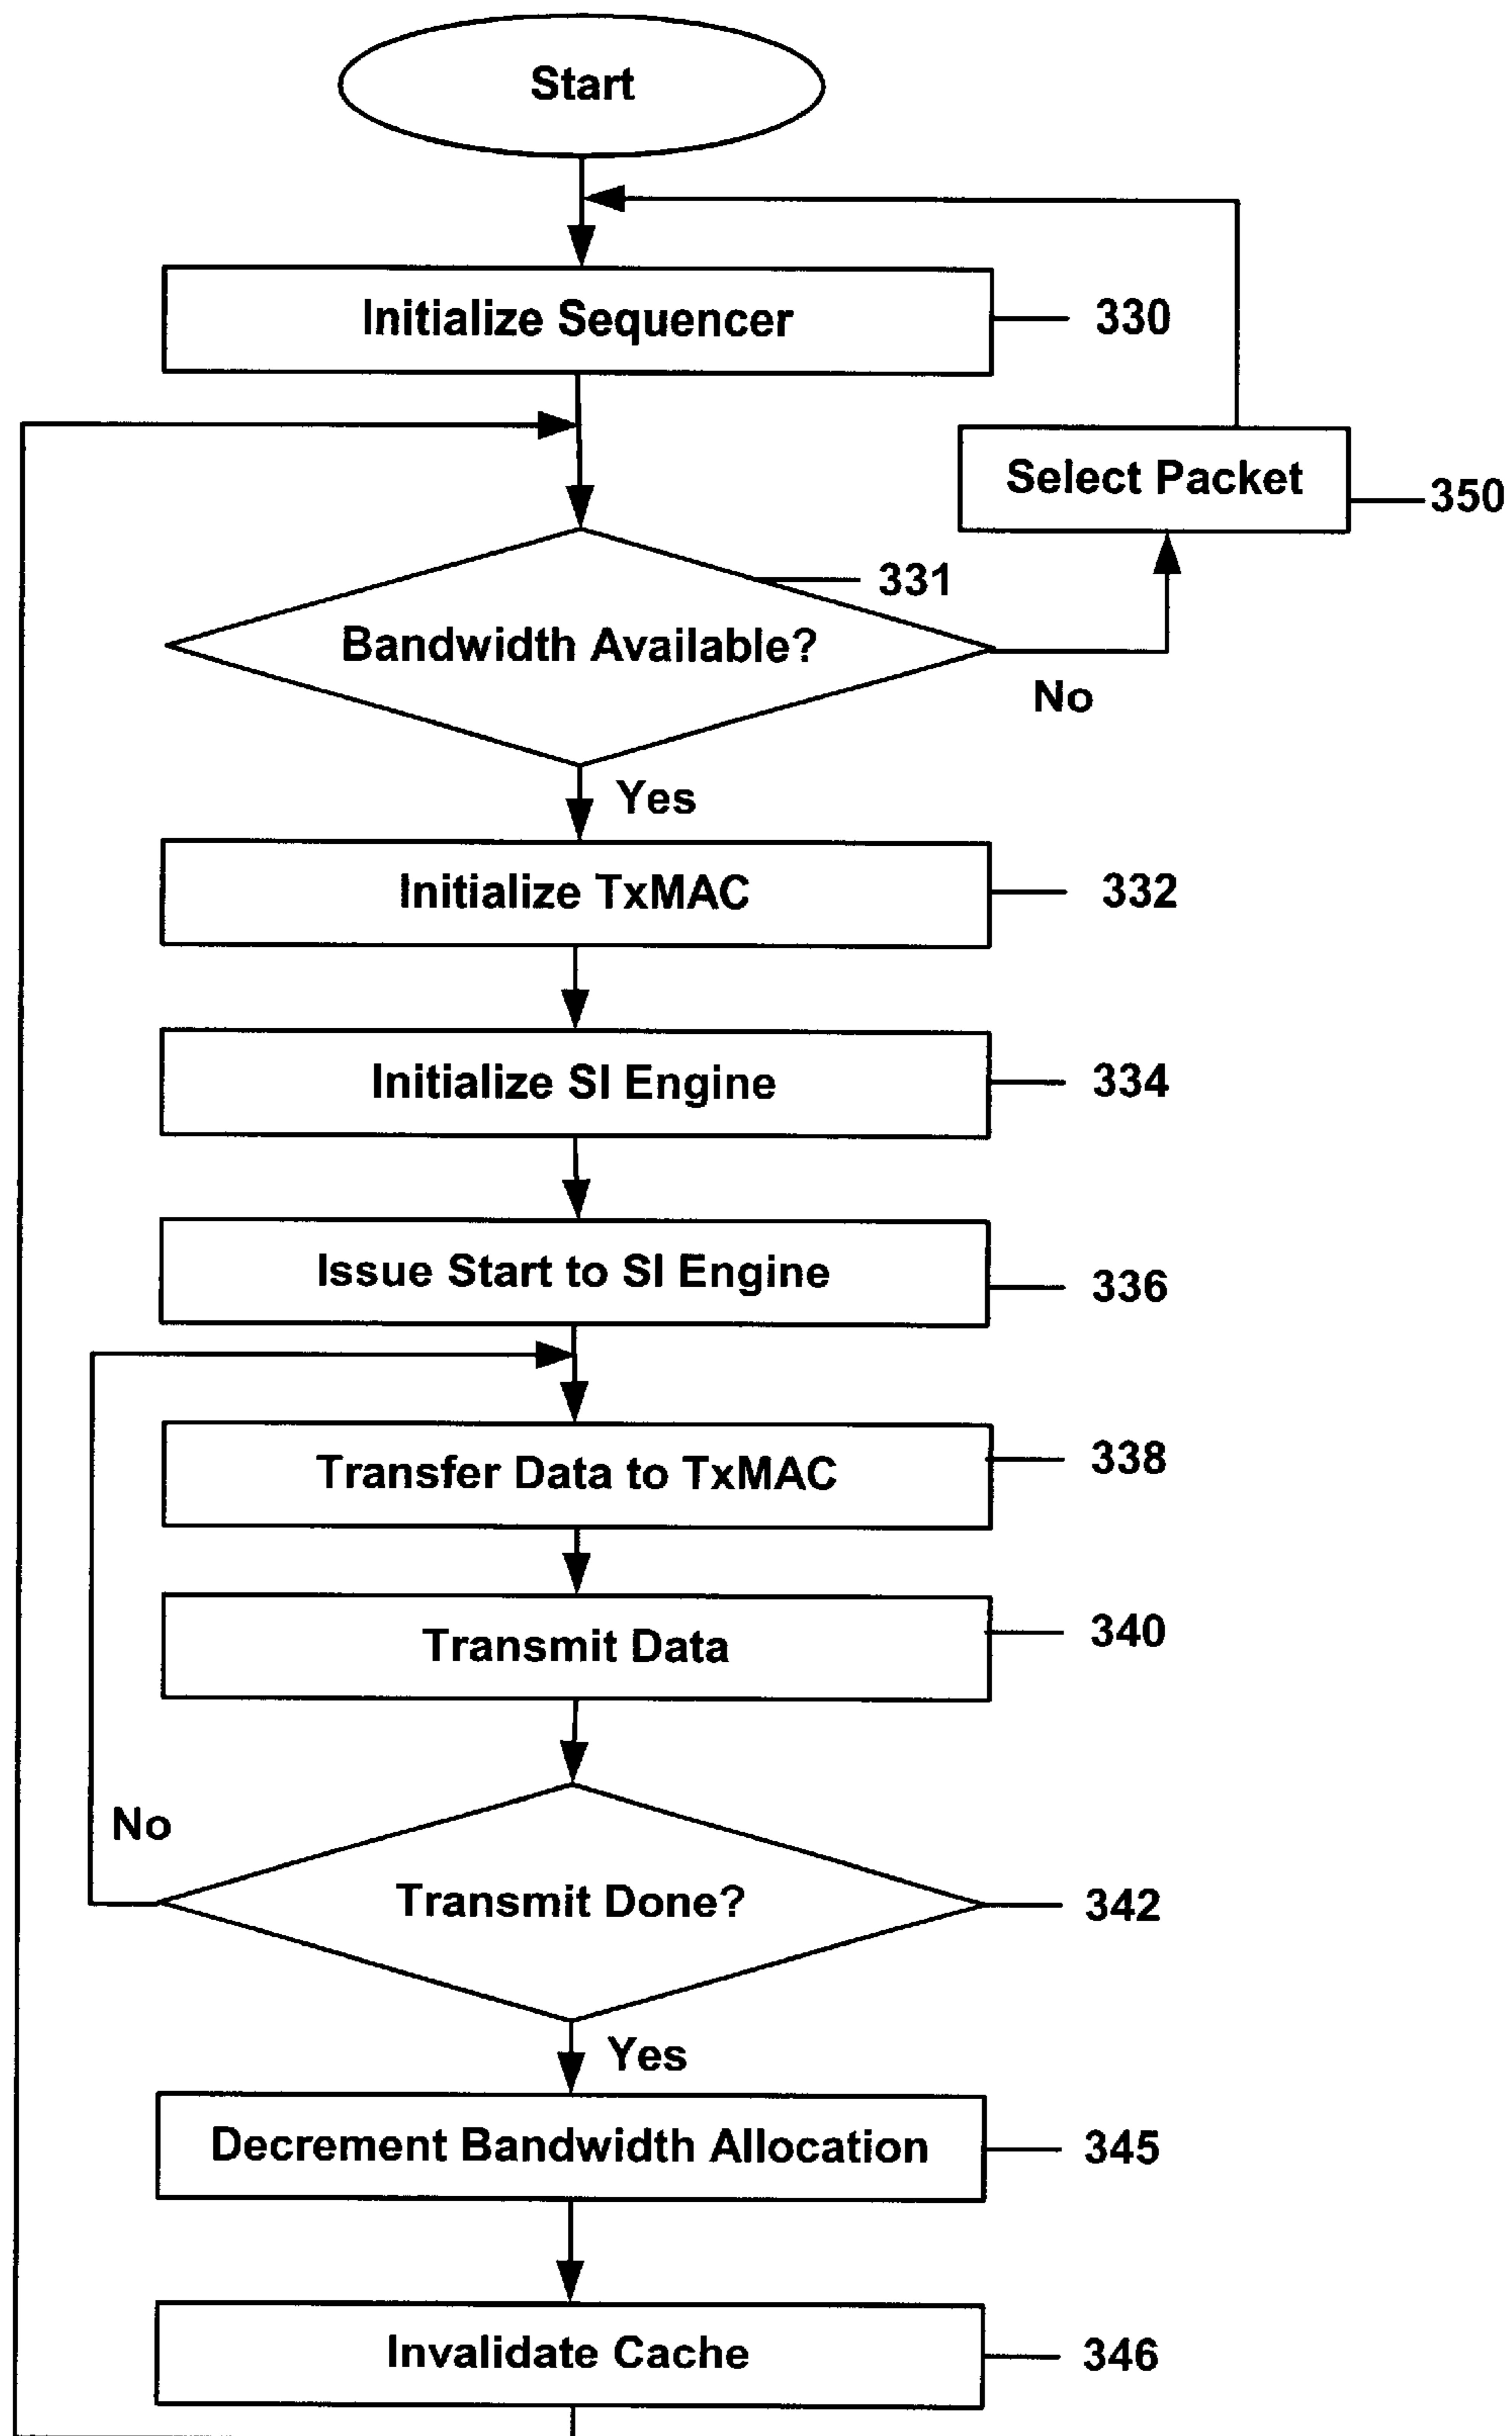 Start
Initialize Sequencer
330
Select Packet
350
331
Bandwidth Available?
No
Yes
Initialize TxMAC
332
Initialize SI Engine
334
Issue Start to SI Engine
336
Transfer Data to TxMAC
338
Transmit Data
340
No
Transmit Done?
342
Yes
Decrement Bandwidth Allocation
345
Invalidate Cache
346